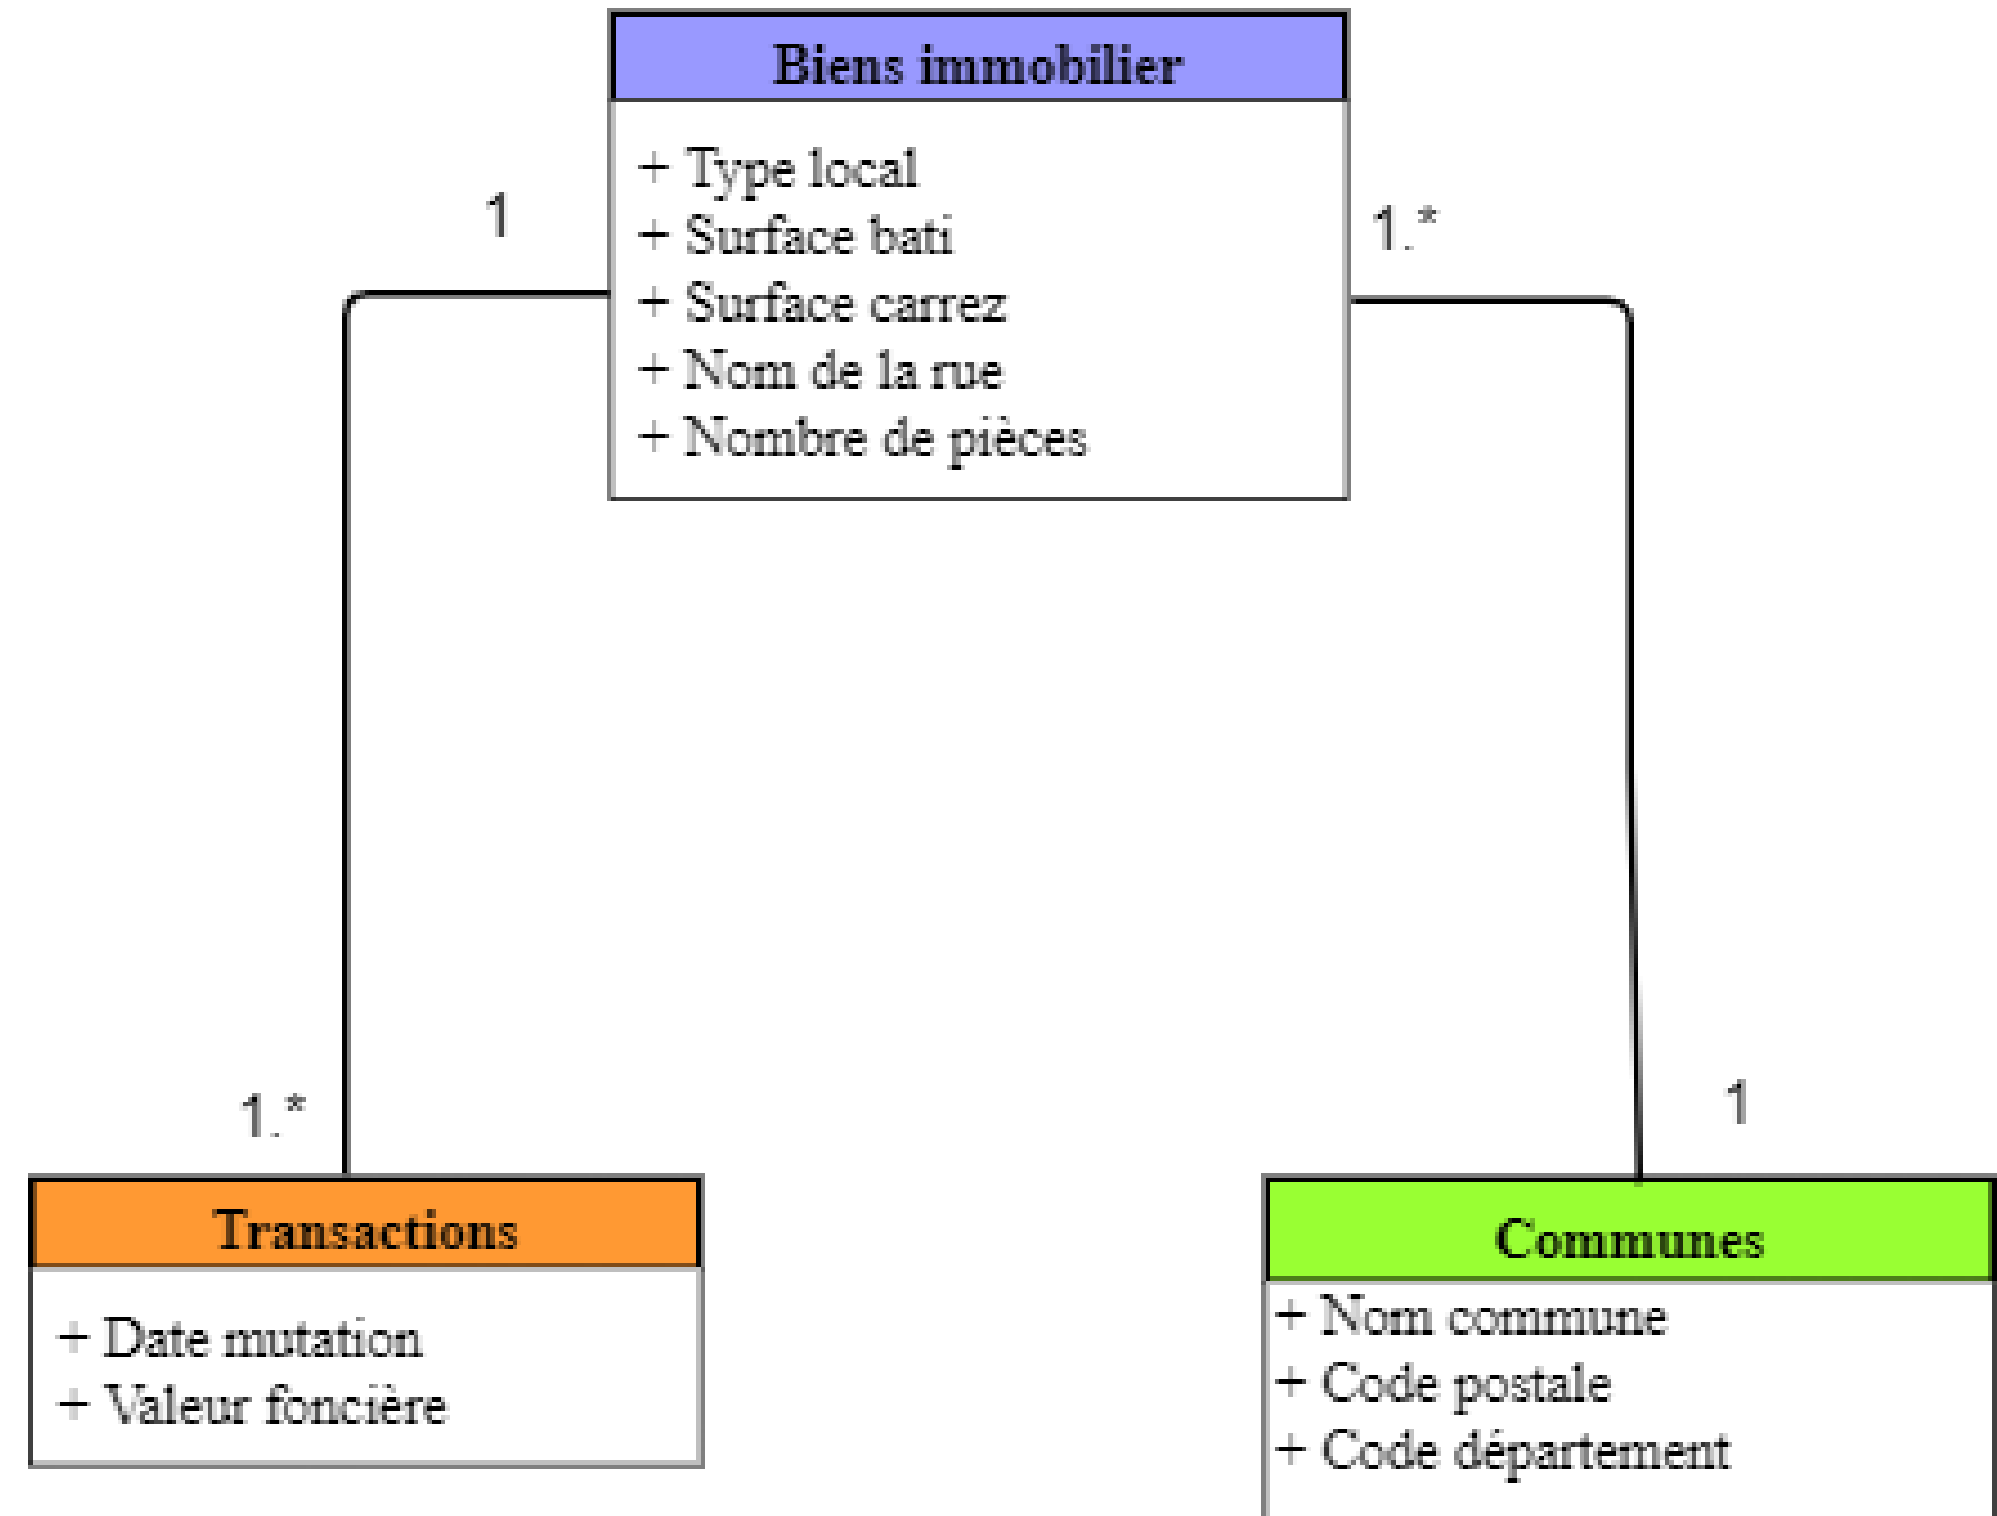 Biens immobilier
+ Type local
+ Surface bati
+ Surface carrez
+ Nom de la rue
+ Nombre de pièces
1
1.*
1.*
1
Transactions
+ Date mutation
+ Valeur foncière
Communes
+ Nom commune
+ Code postale
+ Code département